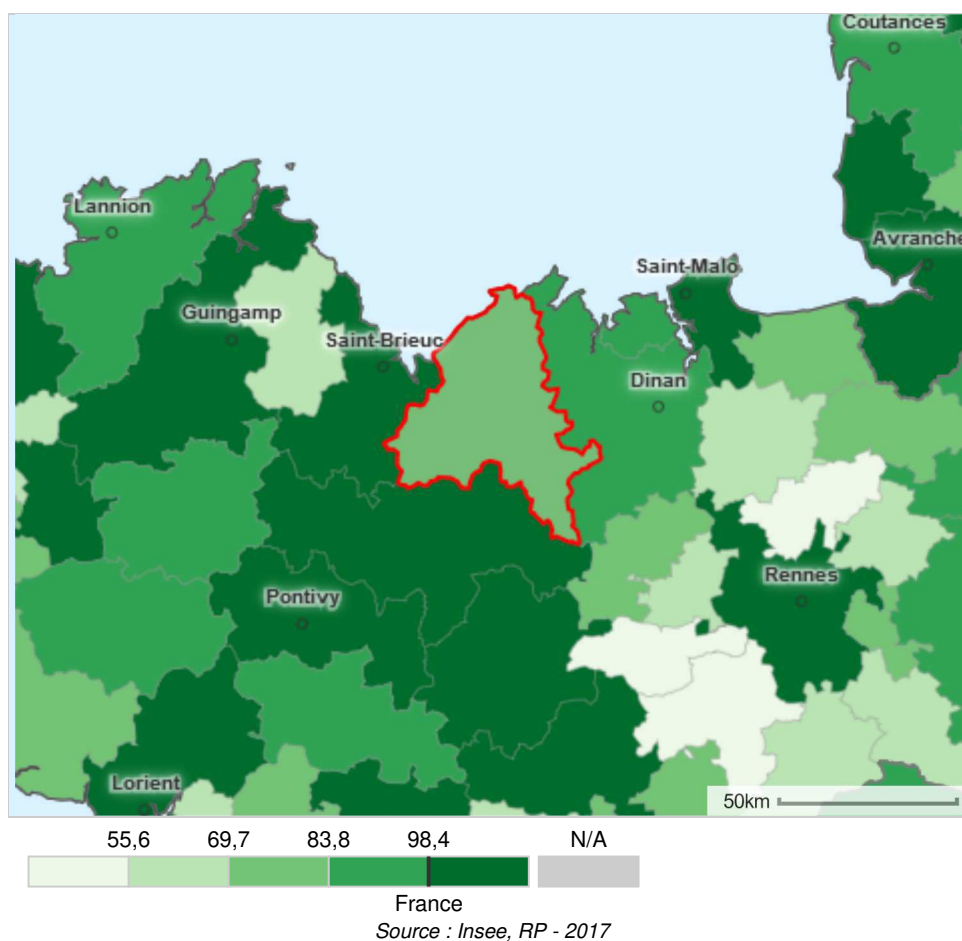 Coutances
Lannion
Avranche
Saint-Malo
Guingamp
Saint-Brieuc
Dinan
Rennes
Pontivy
Lorient
50km
55,6 69,7 83,8 98,4 N/A
France
Source : Insee, RP - 2017